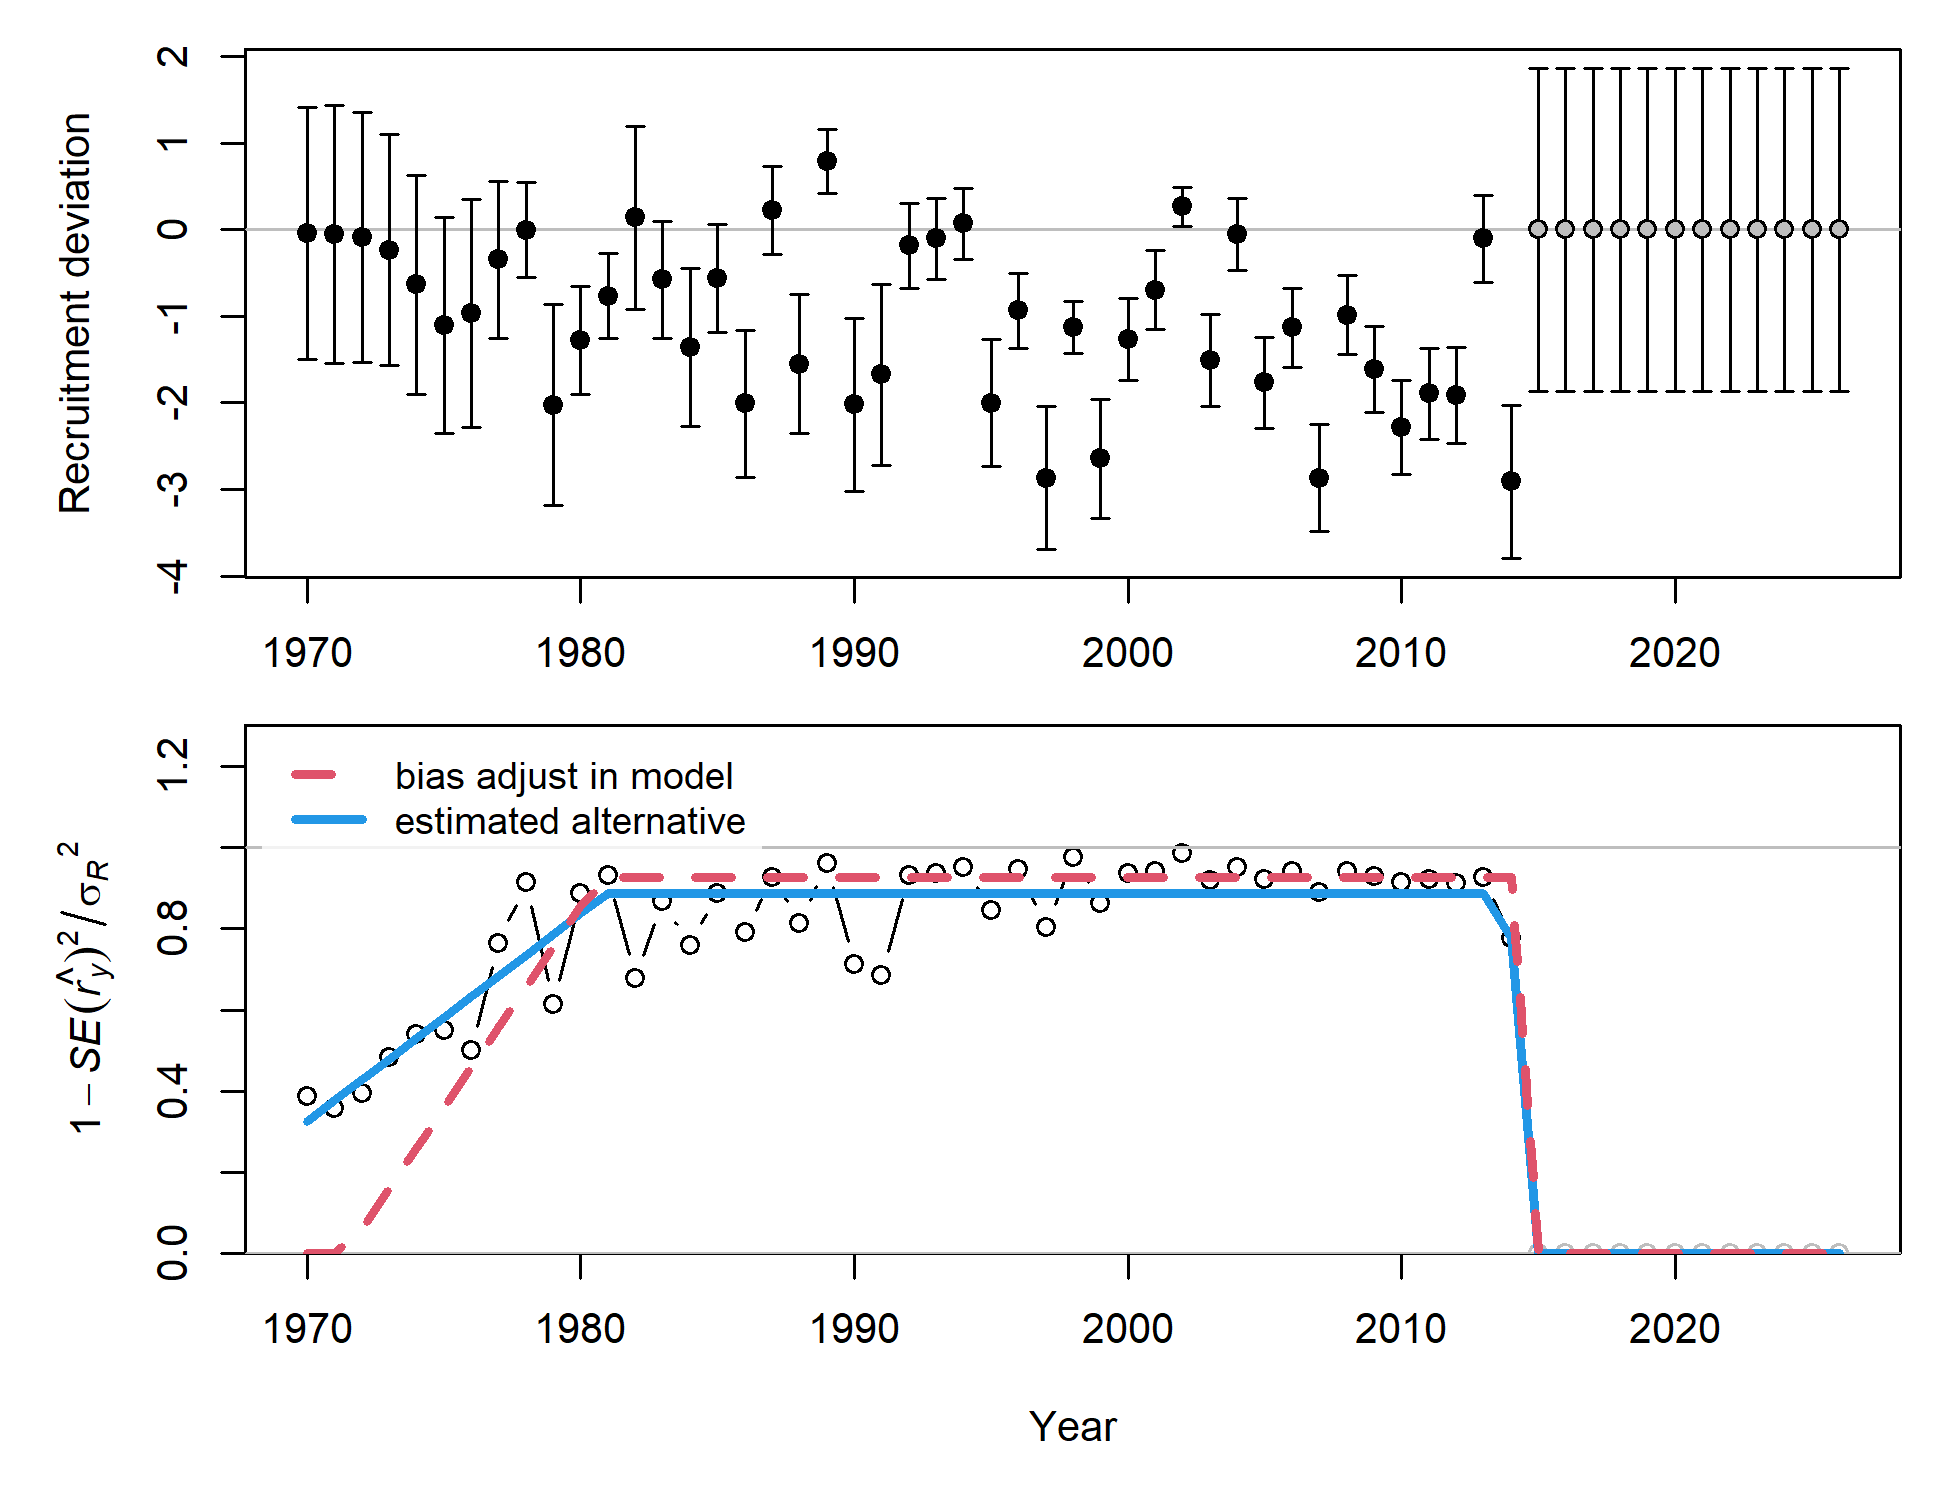 Recruitment deviation
2
1
0
-1
-2
-3
-4
1970 1980 1990 2000 2010 2020
bias adjust in model
estimated alternative
1 − SE(r̂y)² / σR²
1.2
0.8
0.4
0.0
1970 1980 1990 2000 2010 2020
Year